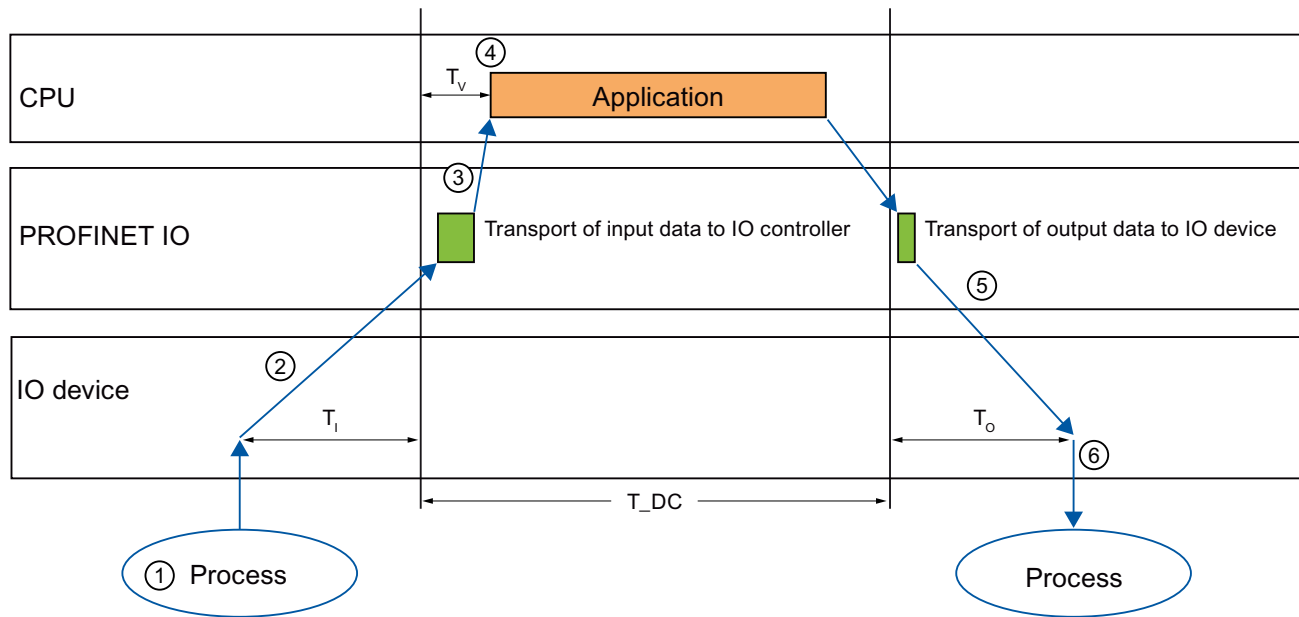 ④
T_V
CPU
Application
③
PROFINET IO
Transport of input data to IO controller
Transport of output data to IO device
⑤
②
IO device
T_I
T_O
⑥
T_DC
① Process
Process